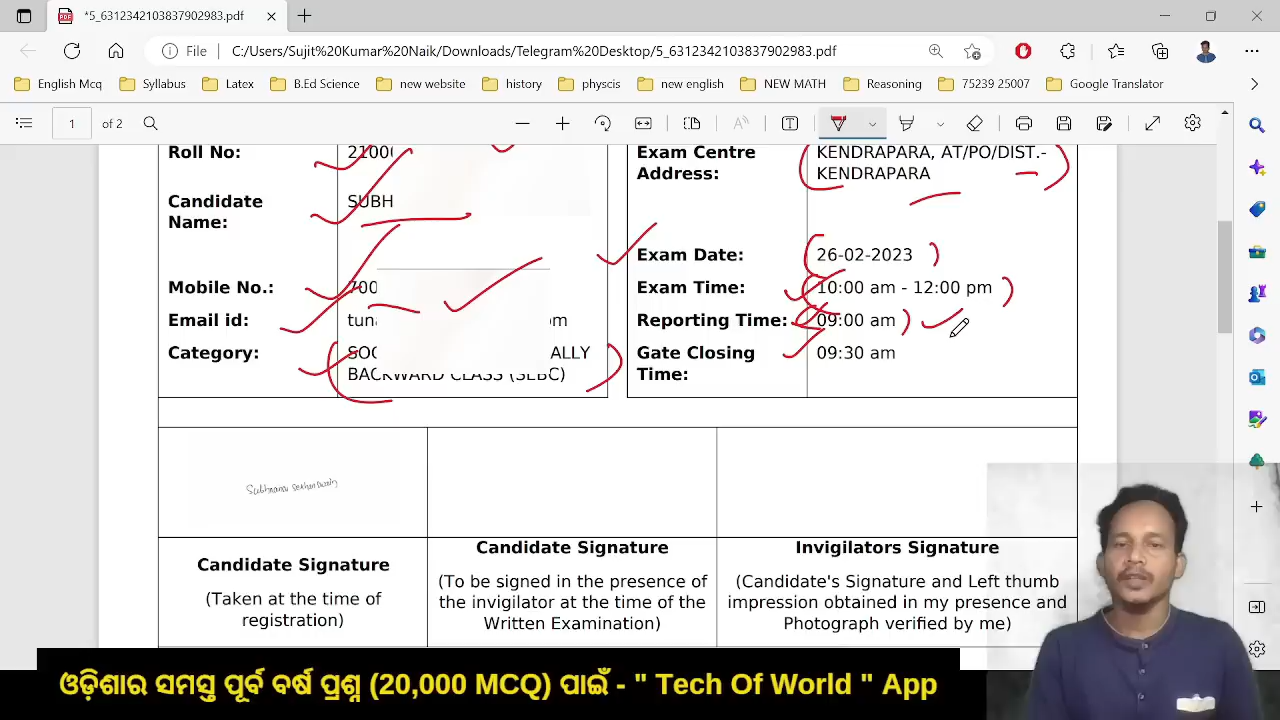 *5_6312342103837902983.pdf
File
C:/Users/Sujit%20Kumar%20Naik/Downloads/Telegram%20Desktop/5_6312342103837902983.pdf
English Mcq
Syllabus
Latex
B.Ed Science
new website
history
physcis
new english
NEW MATH
Reasoning
75239 25007
Google Translator
1 of 2
Roll No:
2100
Candidate
Name:
SUBH
Mobile No.:
700
Email id:
tuna
om
Category:
SOC
ALLY
BACKWARD CLASS (SEBC)
Exam Centre
Address:
KENDRAPARA, AT/PO/DIST.-
KENDRAPARA
Exam Date:
26-02-2023
Exam Time:
10:00 am - 12:00 pm
Reporting Time:
09:00 am
Gate Closing
Time:
09:30 am
Candidate Signature
(Taken at the time of
registration)
Candidate Signature
(To be signed in the presence of
the invigilator at the time of the
Written Examination)
Invigilators Signature
(Candidate's Signature and Left thumb
impression obtained in my presence and
Photograph verified by me)
ଓଡ଼ିଶାର ସମସ୍ତ ପୂର୍ବ ବର୍ଷ ପ୍ରଶ୍ନ (20,000 MCQ) ପାଇଁ - " Tech Of World " App